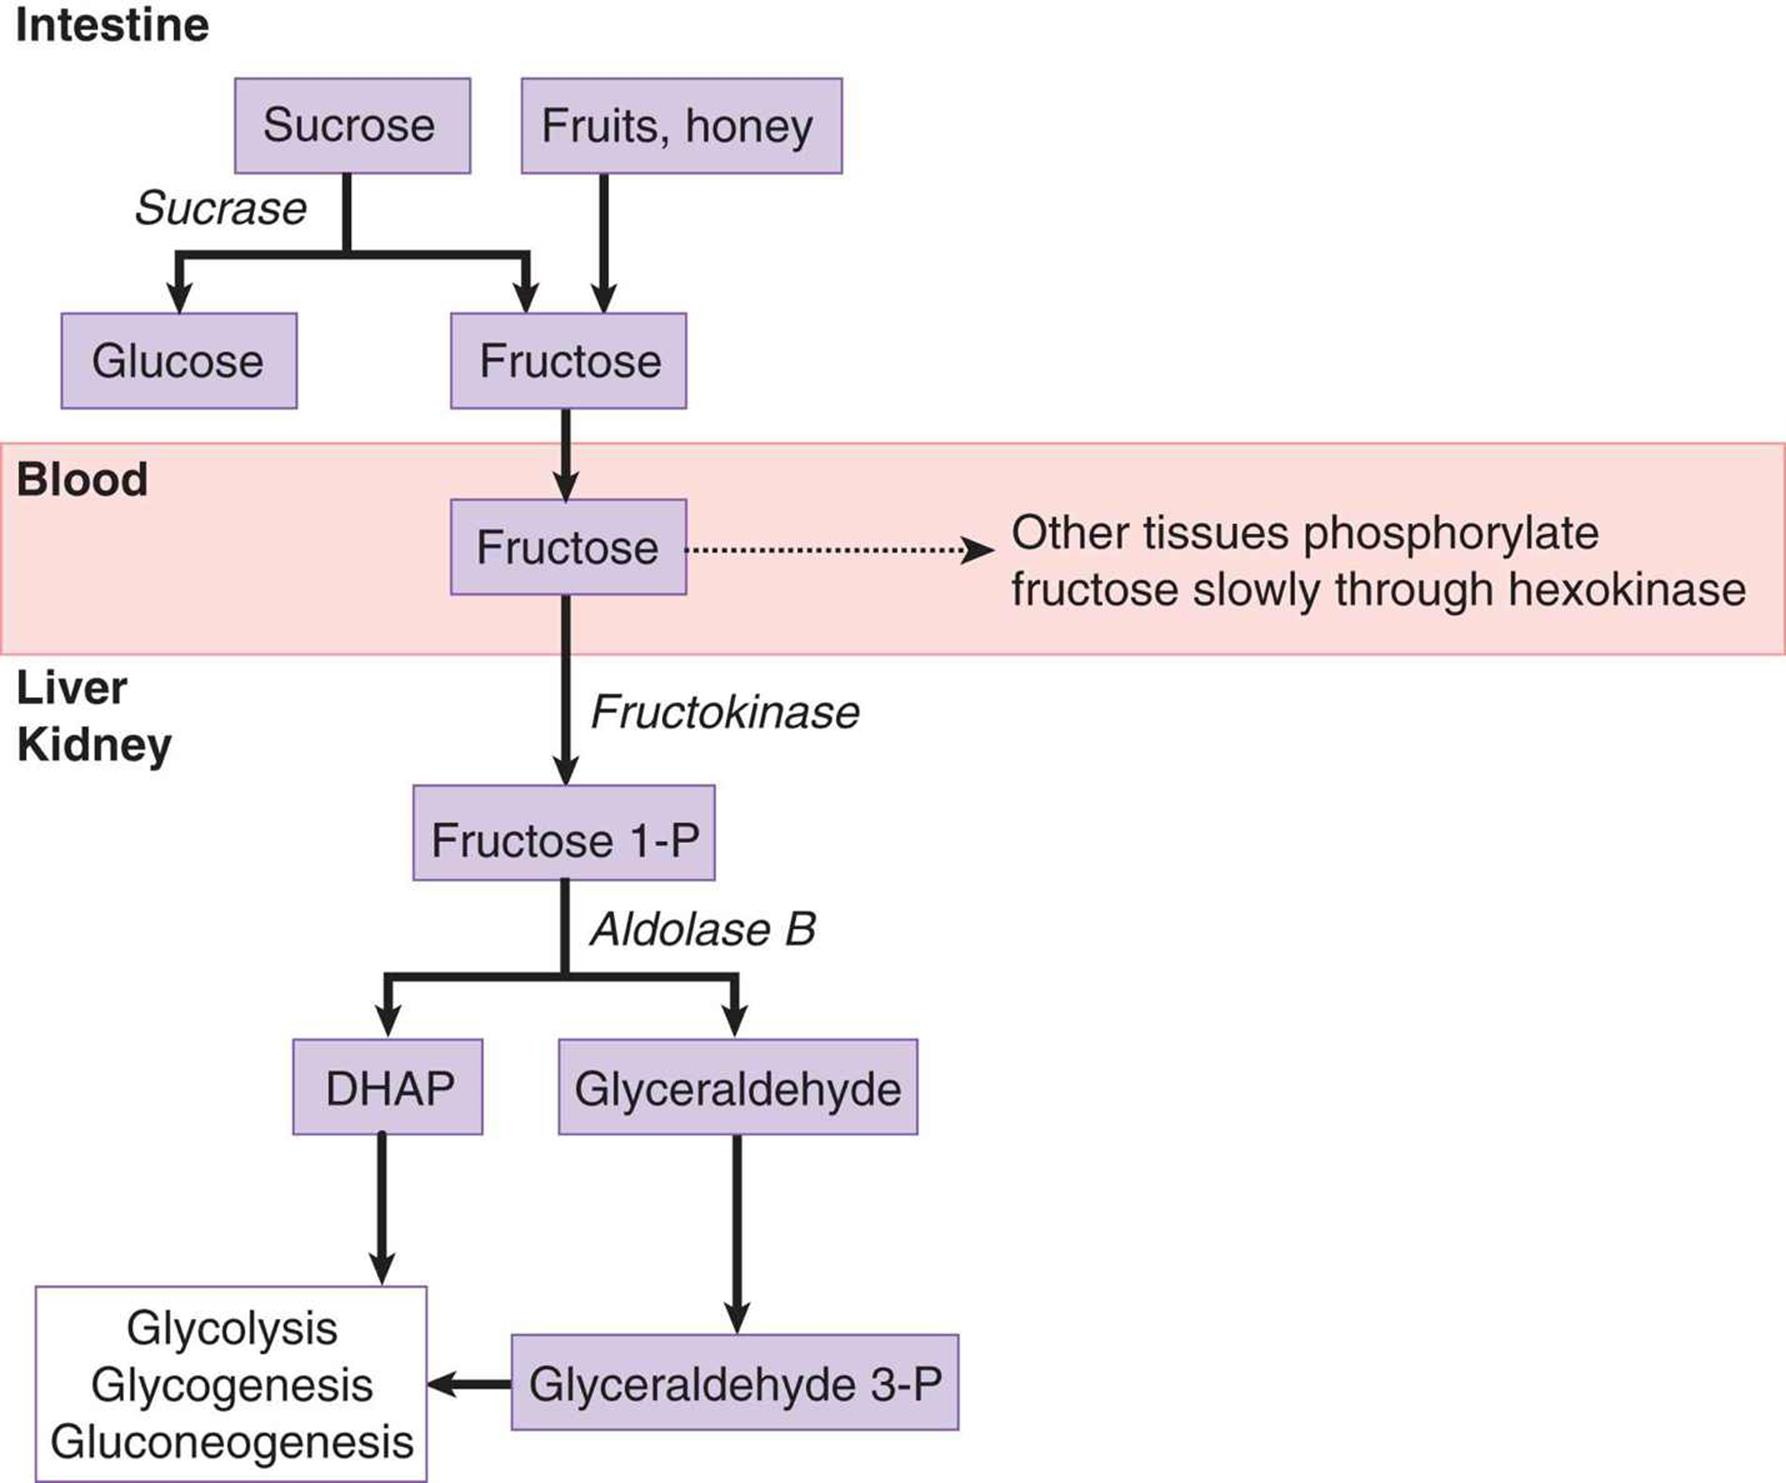 Intestine
Sucrose
Fruits, honey
Sucrase
Glucose
Fructose
Blood
Fructose
Other tissues phosphorylate
fructose slowly through hexokinase
Liver
Kidney
Fructokinase
Fructose 1-P
Aldolase B
DHAP
Glyceraldehyde
Glycolysis
Glycogenesis
Gluconeogenesis
Glyceraldehyde 3-P